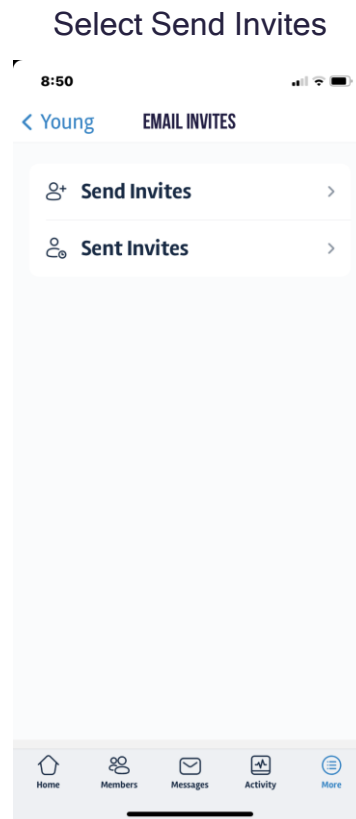 Select Send Invites
8:50
Young EMAIL INVITES
Send Invites
Sent Invites
Home Members Messages Activity More